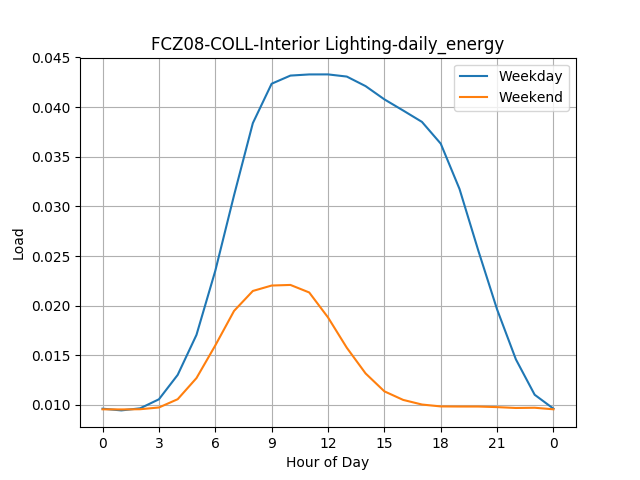 FCZ08-COLL-Interior Lighting-daily_energy
0.045
0.040
0.035
0.030
0.025
0.020
0.015
0.010
Load
Weekday
Weekend
0 3 6 9 12 15 18 21 0
Hour of Day